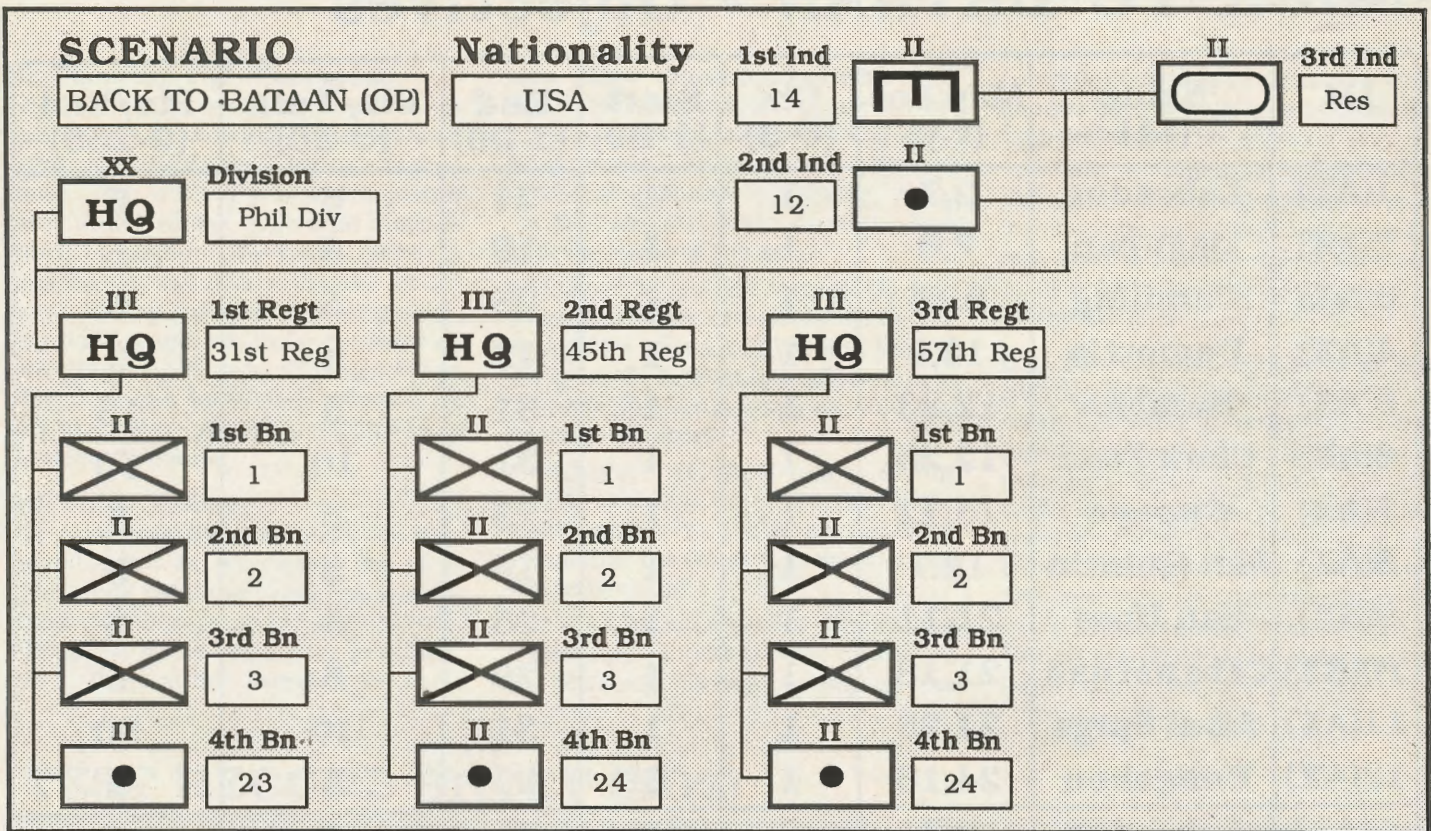 SCENARIO
Nationality
1st Ind
II
II
3rd Ind
BACK TO BATAAN (OP)
USA
14
Res
XX
Division
2nd Ind
II
HQ
Phil Div
12
III
1st Regt
III
2nd Regt
III
3rd Regt
HQ
31st Reg
HQ
45th Reg
HQ
57th Reg
II
1st Bn
II
1st Bn
II
1st Bn
1
1
1
II
2nd Bn
II
2nd Bn
II
2nd Bn
2
2
2
II
3rd Bn
II
3rd Bn
II
3rd Bn
3
3
3
II
4th Bn
II
4th Bn
II
4th Bn
23
24
24